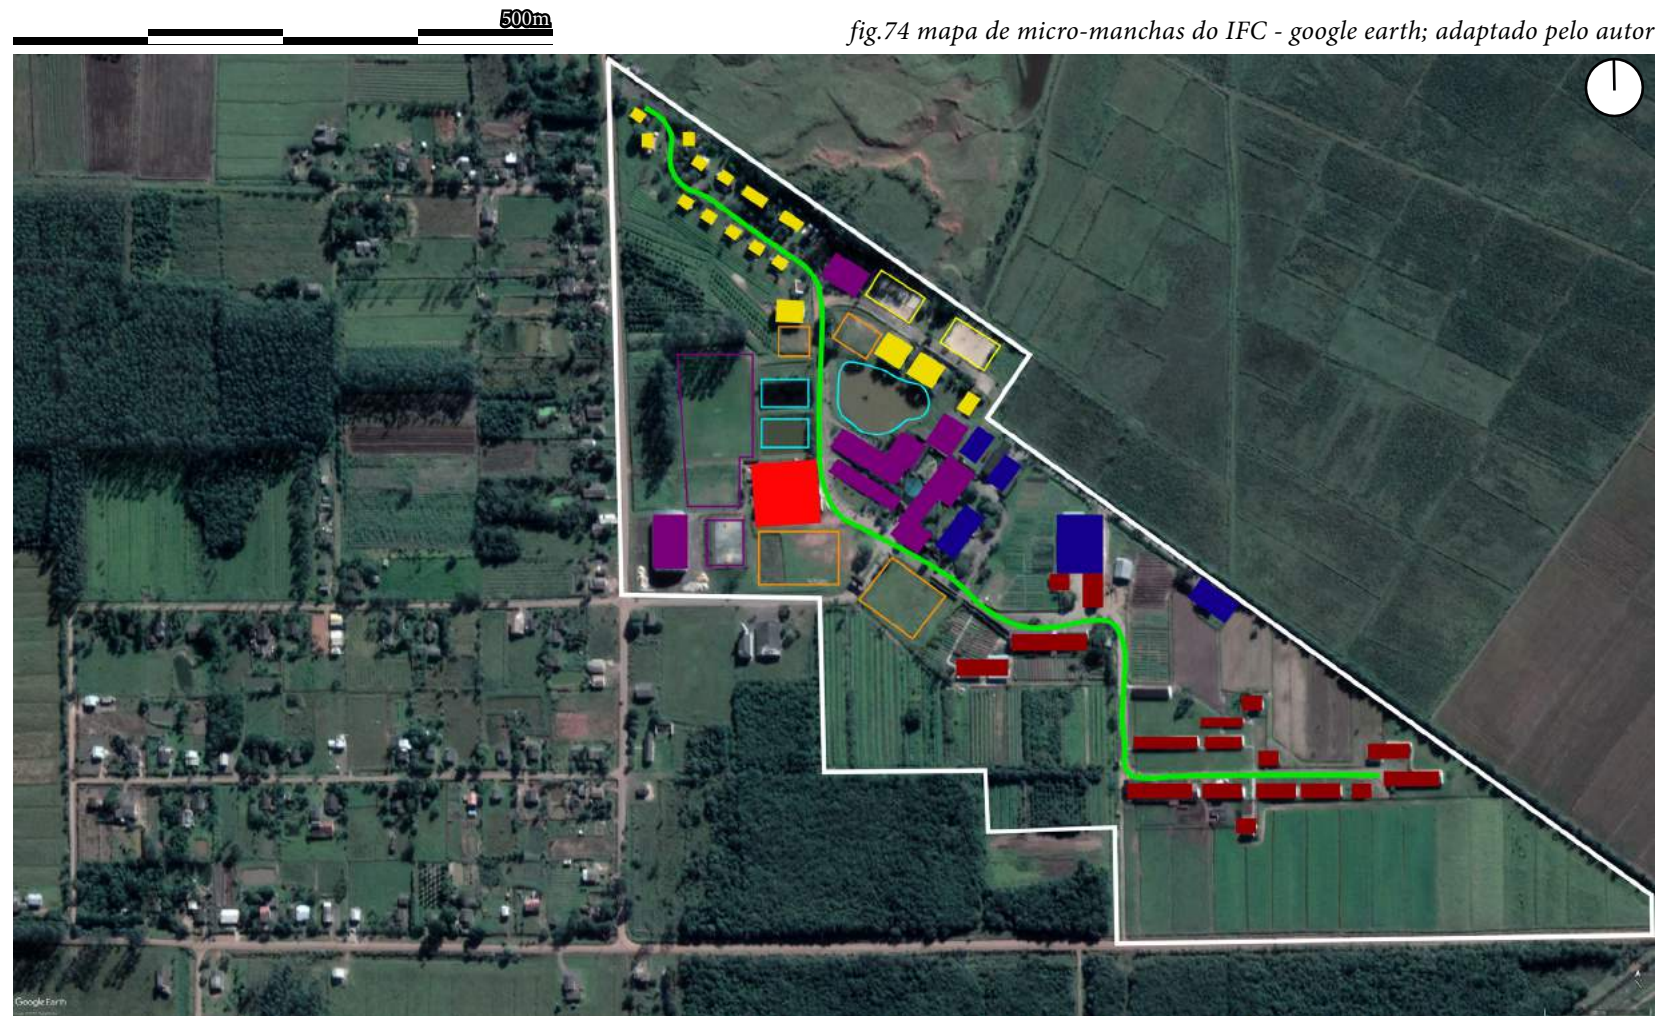 500m
fig.74 mapa de micro-manchas do IFC - google earth; adaptado pelo autor
Google Earth